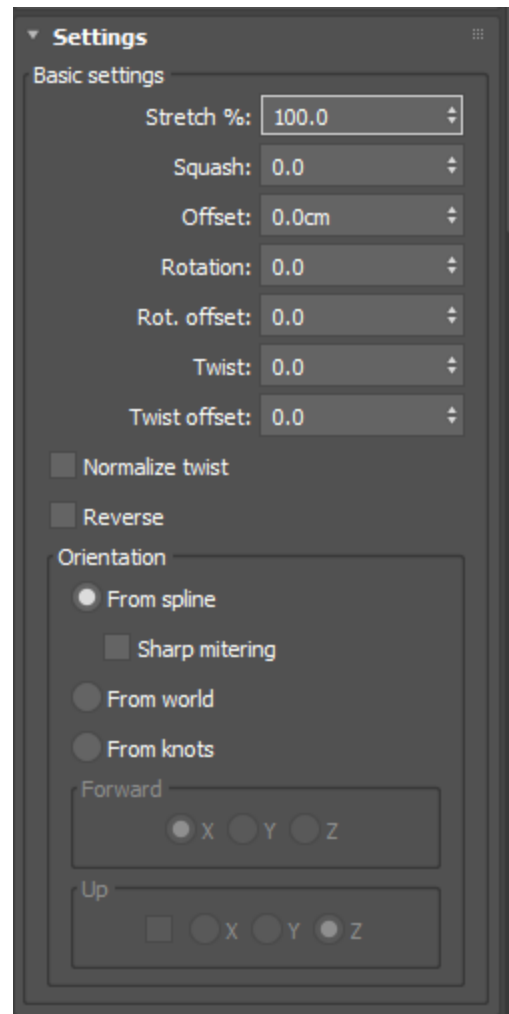 Settings
Basic settings
Stretch %: 100.0
Squash: 0.0
Offset: 0.0cm
Rotation: 0.0
Rot. offset: 0.0
Twist: 0.0
Twist offset: 0.0
Normalize twist
Reverse
Orientation
From spline
Sharp mitering
From world
From knots
Forward
X Y Z
Up
X Y Z